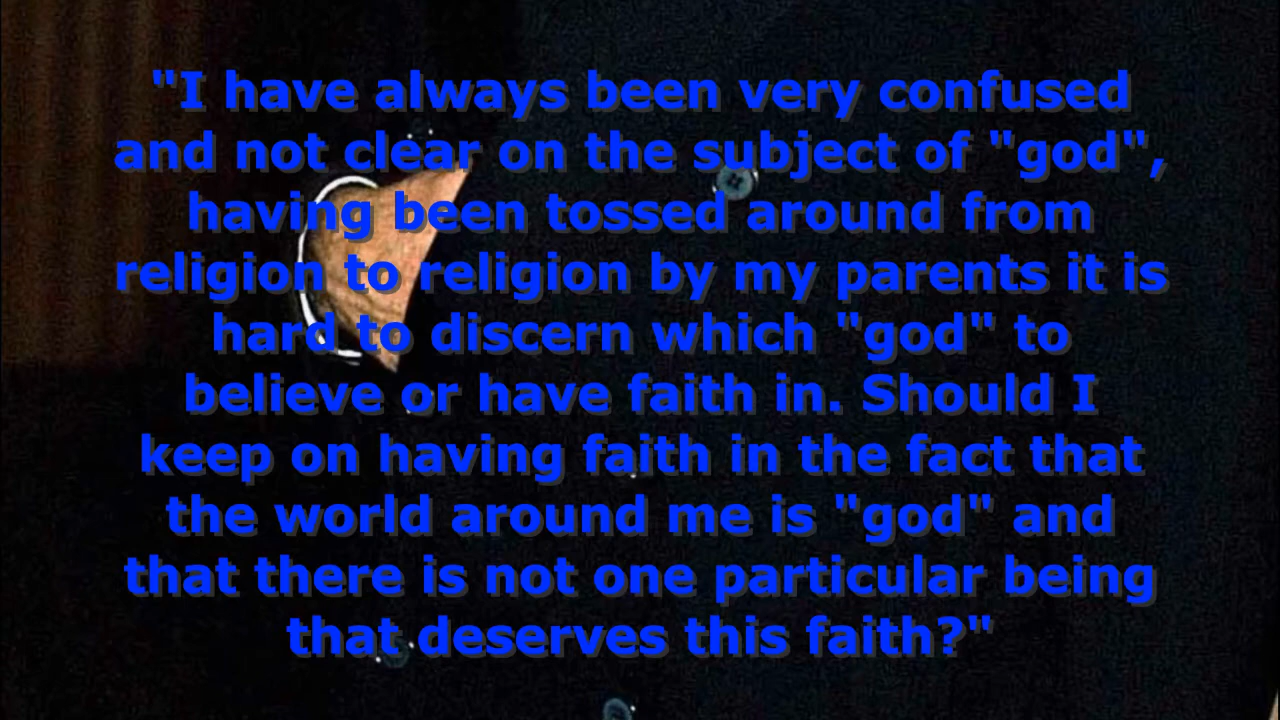 "I have always been very confused
and not clear on the subject of "god",
having been tossed around from
religion to religion by my parents it is
hard to discern which "god" to
believe or have faith in. Should I
keep on having faith in the fact that
the world around me is "god" and
that there is not one particular being
that deserves this faith?"